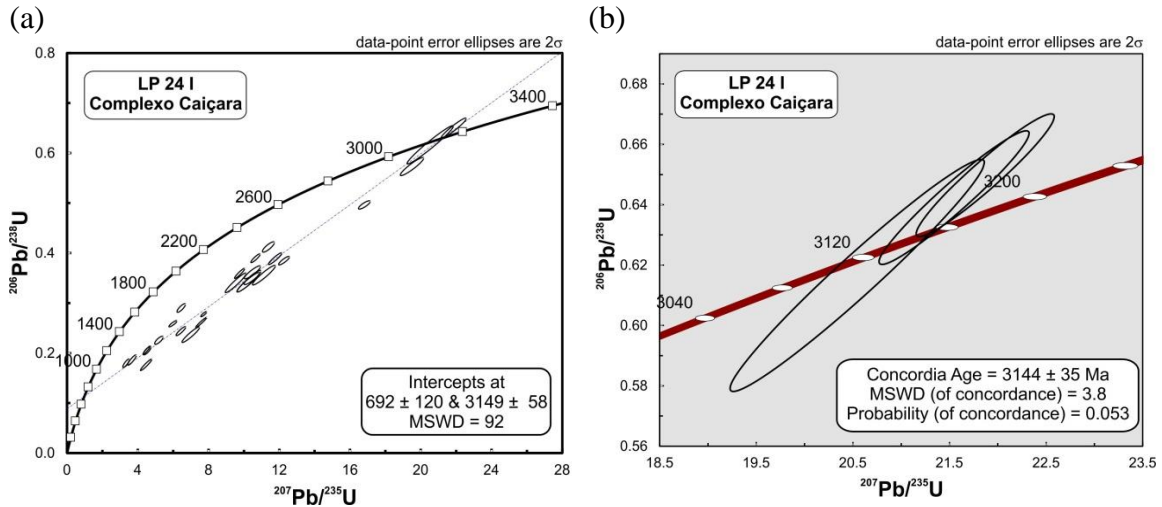 (a)
data-point error ellipses are 2σ
LP 24 I
Complexo Caiçara
206Pb/238U
0.8
0.6
0.4
0.2
0.0
1000
1400
1800
2200
2600
3000
3400
Intercepts at
692 ± 120 & 3149 ± 58
MSWD = 92
0 4 8 12 16 20 24 28
207Pb/235U
(b)
data-point error ellipses are 2σ
LP 24 I
Complexo Caiçara
206Pb/238U
0.68
0.66
0.64
0.62
0.60
0.58
0.56
3040
3120
3200
Concordia Age = 3144 ± 35 Ma
MSWD (of concordance) = 3.8
Probability (of concordance) = 0.053
18.5 19.5 20.5 21.5 22.5 23.5
207Pb/235U